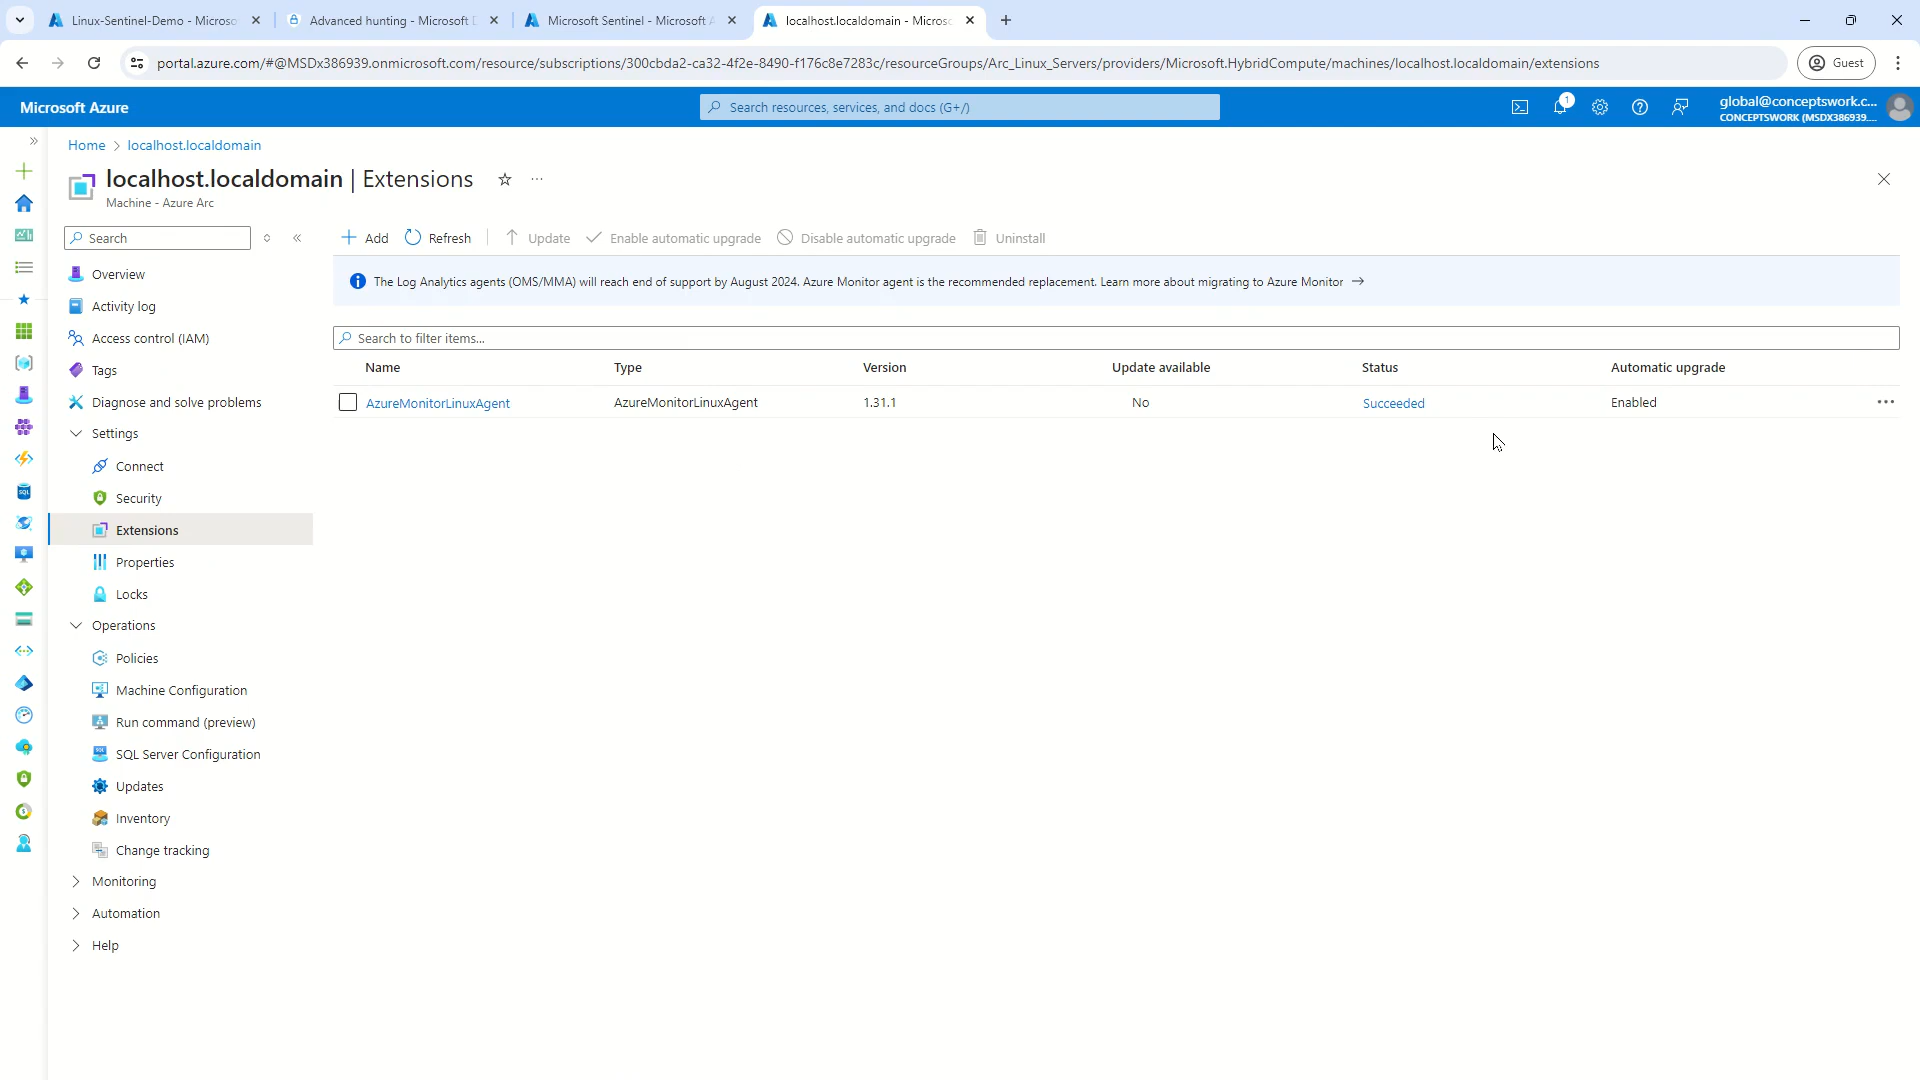 Linux-Sentinel-Demo - Microso
Advanced hunting - Microsoft D
Microsoft Sentinel - Microsoft A
localhost.localdomain - Microso
portal.azure.com/#@MSDx386939.onmicrosoft.com/resource/subscriptions/300cbda2-ca32-4f2e-8490-f176c8e7283c/resourceGroups/Arc_Linux_Servers/providers/Microsoft.HybridCompute/machines/localhost.localdomain/extensions
Guest
Microsoft Azure
Search resources, services, and docs (G+/)
1
global@conceptswork.c...
CONCEPTSWORK (MSDX386939....
Home > localhost.localdomain
localhost.localdomain | Extensions
Machine - Azure Arc
Search
Add
Refresh
Update
Enable automatic upgrade
Disable automatic upgrade
Uninstall
The Log Analytics agents (OMS/MMA) will reach end of support by August 2024. Azure Monitor agent is the recommended replacement. Learn more about migrating to Azure Monitor →
Search to filter items...
Name Type Version Update available Status Automatic upgrade
AzureMonitorLinuxAgent AzureMonitorLinuxAgent 1.31.1 No Succeeded Enabled
Overview
Activity log
Access control (IAM)
Tags
Diagnose and solve problems
Settings
Connect
Security
Extensions
Properties
Locks
Operations
Policies
Machine Configuration
Run command (preview)
SQL Server Configuration
Updates
Inventory
Change tracking
Monitoring
Automation
Help